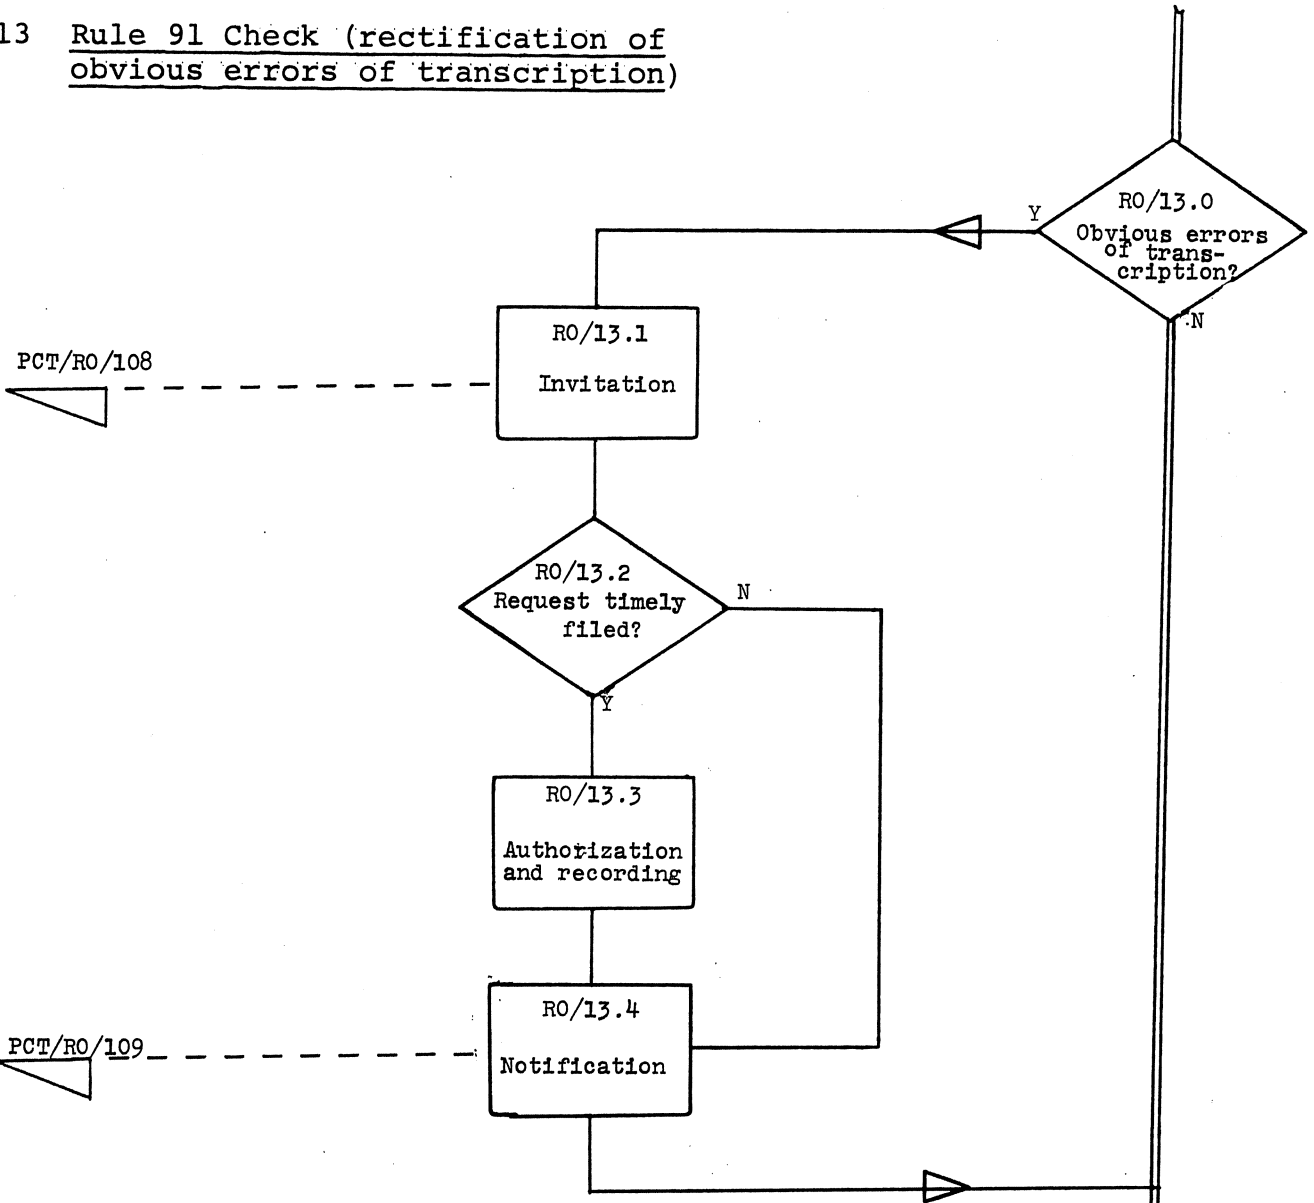 13 Rule 91 Check (rectification of
obvious errors of transcription)
RO/13.0
Y
Obvious errors
of trans-
cription?
N
RO/13.1
Invitation
PCT/RO/108
RO/13.2
N
Request timely
filed?
Y
RO/13.3
Authorization
and recording
RO/13.4
PCT/RO/109
Notification